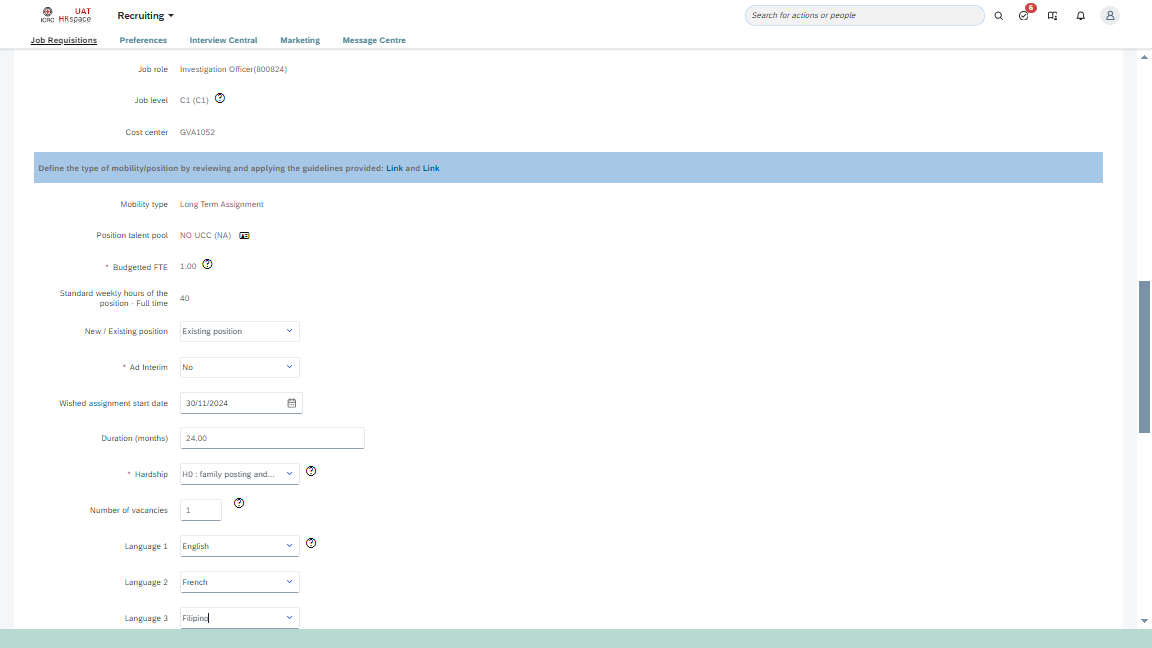 ICRC
UAT
HRspace
Recruiting
Search for actions or people
6
Job Requisitions
Preferences
Interview Central
Marketing
Message Centre
Job role
Investigation Officer(800824)
Job level
C1 (C1)
Cost center
GVA1052
Define the type of mobility/position by reviewing and applying the guidelines provided: Link and Link
Mobility type
Long Term Assignment
Position talent pool
NO UCC (NA)
* Budgetted FTE
1.00
Standard weekly hours of the
position - Full time
40
New / Existing position
Existing position
* Ad Interim
No
Wished assignment start date
30/11/2024
Duration (months)
24.00
* Hardship
H0 : family posting and...
Number of vacancies
1
Language 1
English
Language 2
French
Language 3
Filipino